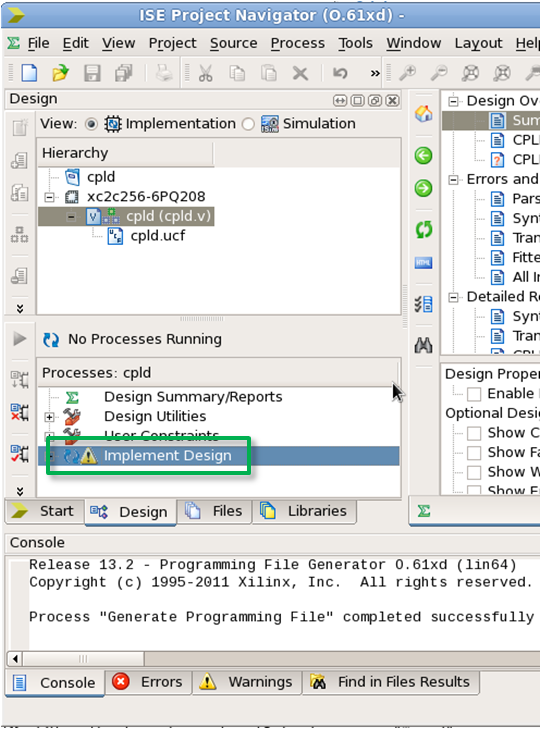 ISE Project Navigator (O.61xd) -
File Edit View Project Source Process Tools Window Layout Help
Design
View: Implementation Simulation
Hierarchy
cpld
xc2c256-6PQ208
cpld (cpld.v)
cpld.ucf
No Processes Running
Processes: cpld
Design Summary/Reports
Design Utilities
User Constraints
Implement Design
Start Design Files Libraries
Design Ov
Sum
CPL
CPL
Errors and
Pars
Synt
Tran
Fitte
All In
Detailed R
Synt
Tran
Design Proper
Enable
Optional Desi
Show C
Show Fa
Show W
Show E
Console
Release 13.2 - Programming File Generator O.61xd (lin64)
Copyright (c) 1995-2011 Xilinx, Inc. All rights reserved.
Process "Generate Programming File" completed successfully
Console Errors Warnings Find in Files Results